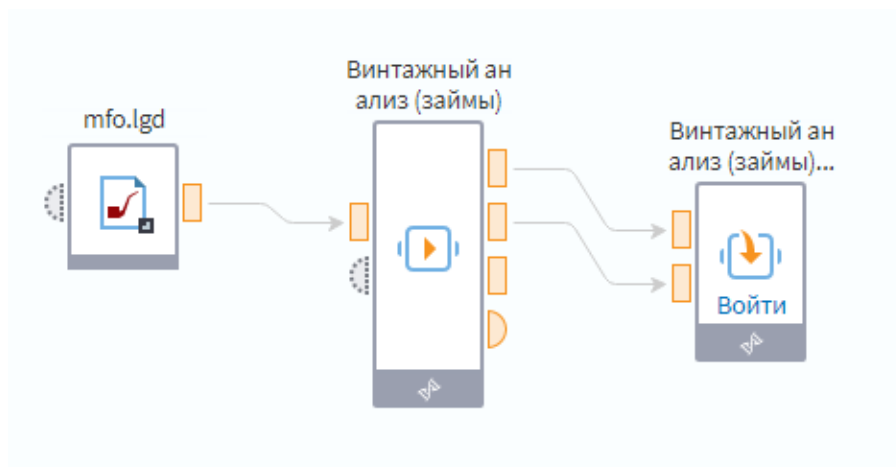 mfo.lgd
Винтажный ан
ализ (займы)
Винтажный ан
ализ (займы)...
Войти